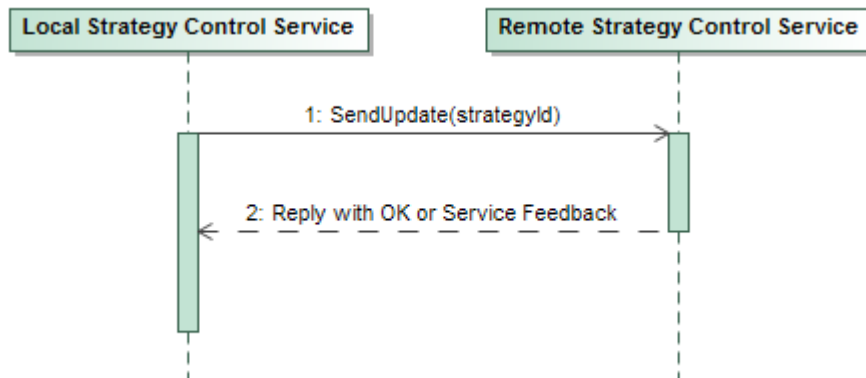 Local Strategy Control Service
Remote Strategy Control Service
1: SendUpdate(strategyId)
2: Reply with OK or Service Feedback